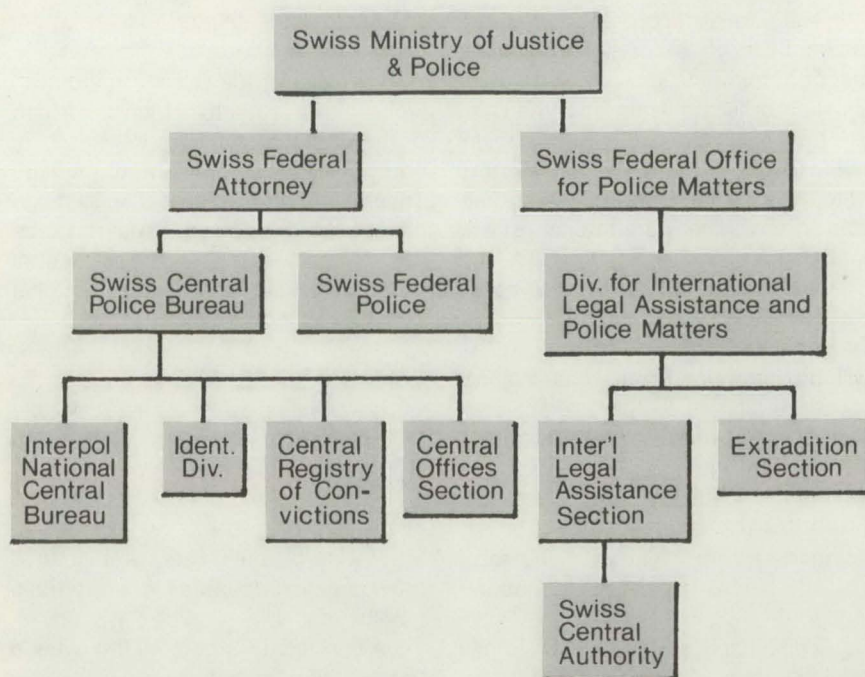 Swiss Ministry of Justice
& Police
Swiss Federal
Attorney
Swiss Federal Office
for Police Matters
Swiss Central
Police Bureau
Swiss Federal
Police
Div. for International
Legal Assistance and
Police Matters
Interpol
National
Central
Bureau
Ident.
Div.
Central
Registry
of Con-
victions
Central
Offices
Section
Inter'l
Legal
Assistance
Section
Extradition
Section
Swiss
Central
Authority